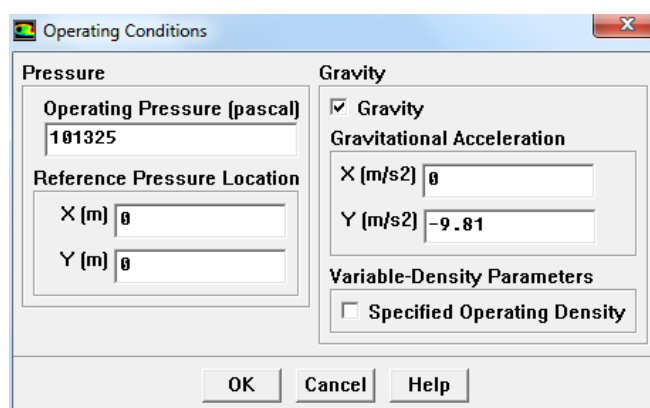 Operating Conditions
Pressure
Operating Pressure (pascal)
101325
Reference Pressure Location
X (m) 0
Y (m) 0
Gravity
Gravity
Gravitational Acceleration
X (m/s2) 0
Y (m/s2) -9.81
Variable-Density Parameters
Specified Operating Density
OK Cancel Help